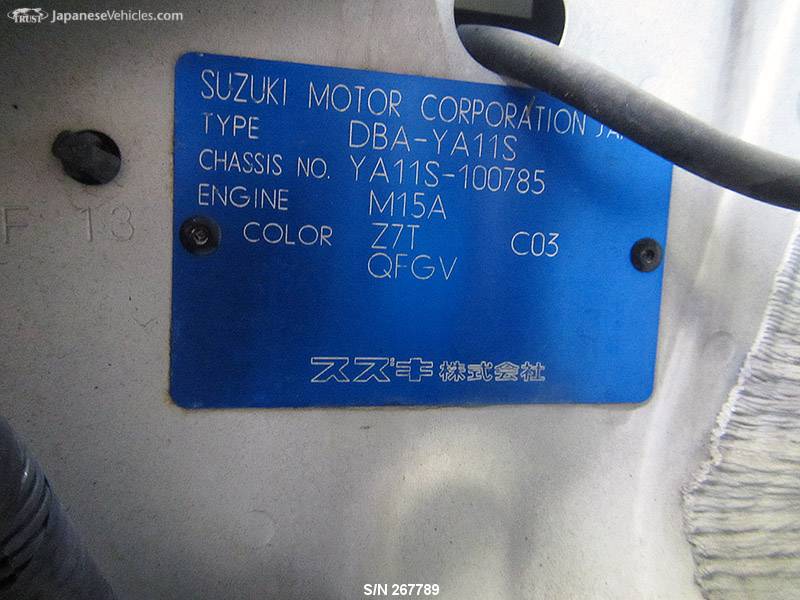 TRUST JapaneseVehicles.com
SUZUKI MOTOR CORPORATION
TYPE DBA-YA11S
CHASSIS NO. YA11S-100785
ENGINE M15A
COLOR Z7T C03
QFGV
スズキ株式会社
F 13
S/N 267789